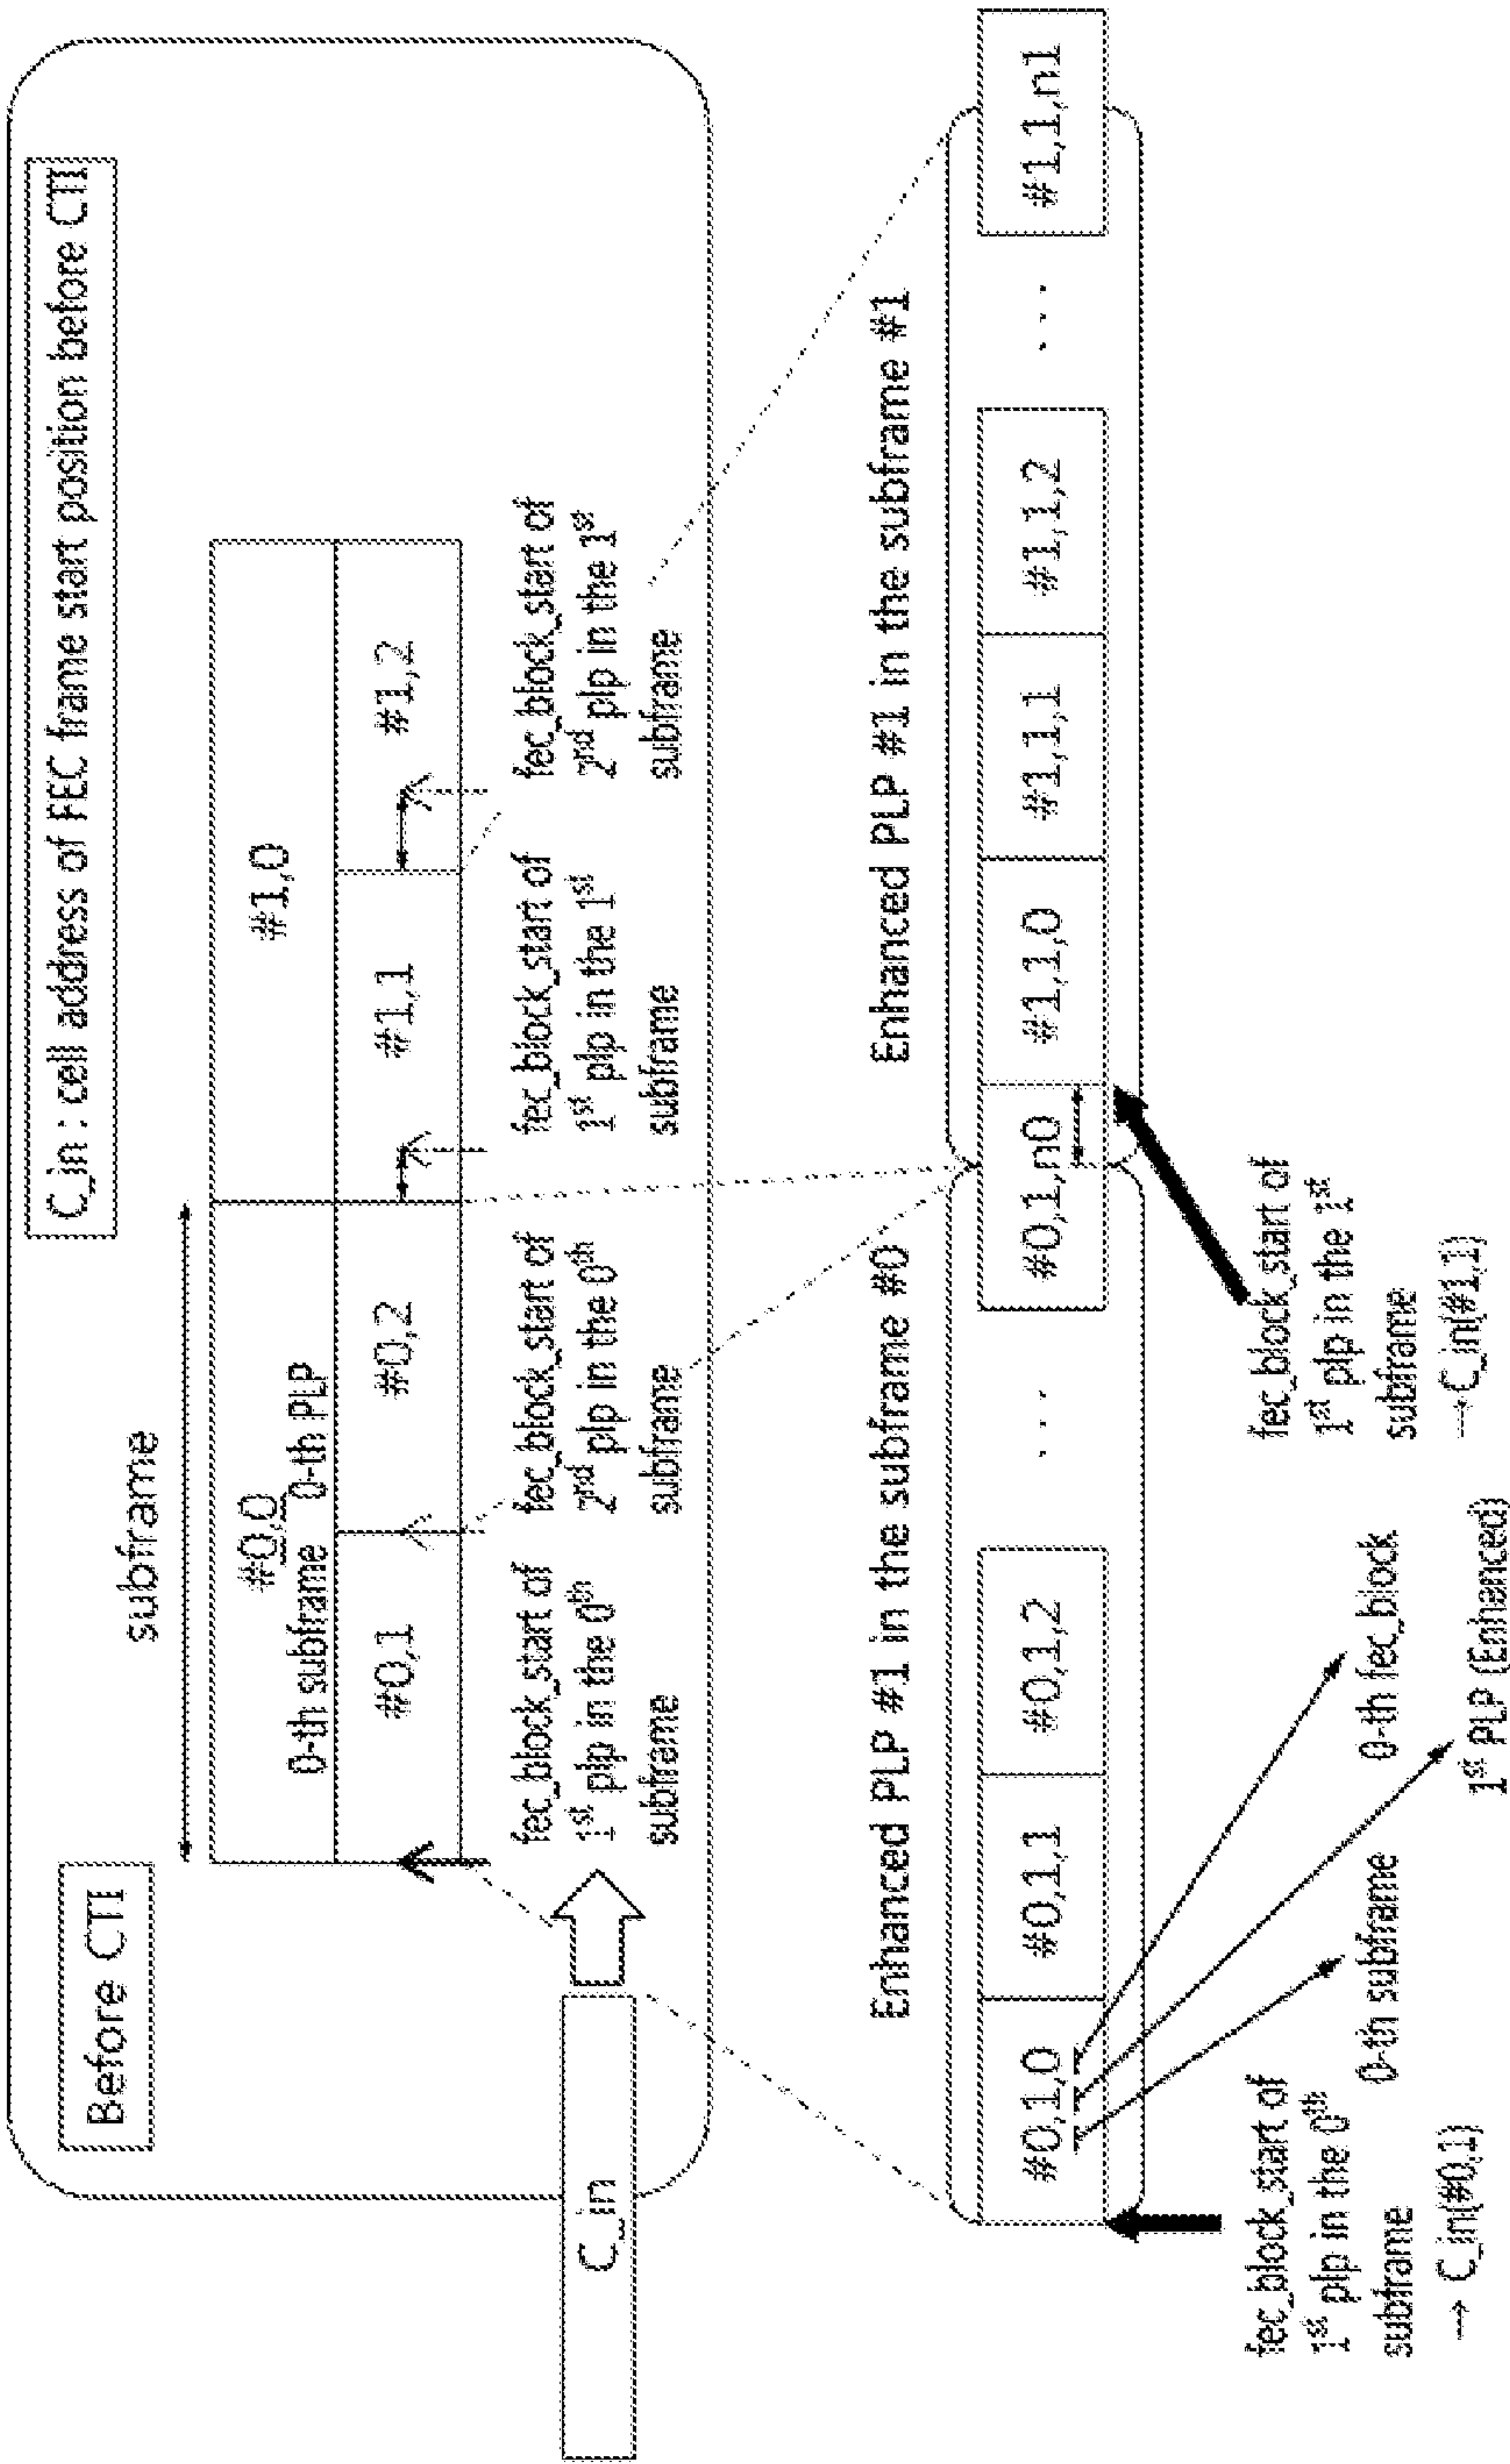 Before CTI
C_in : cell address of FEC frame start position before CTI
subframe
#0,0
0-th subframe 0-th PLP
#1,0
#0,1
#0,2
#1,1
#1,2
fec_block_start of
1st plp in the 0th
subframe
fec_block_start of
2nd plp in the 0th
subframe
fec_block_start of
1st plp in the 1st
subframe
fec_block_start of
2nd plp in the 1st
subframe
C_in
Enhanced PLP #1 in the subframe #0
Enhanced PLP #1 in the subframe #1
#0,1,0
#0,1,1
#0,1,2
...
#0,1,n0
#1,1,0
#1,1,1
#1,1,2
...
#1,1,n1
fec_block_start of
1st plp in the 0th
subframe
→ C_in(#0,1)
0-th subframe
0-th fec_block
1st PLP (Enhanced)
fec_block_start of
1st plp in the 1st
subframe
→C_in(#1,1)